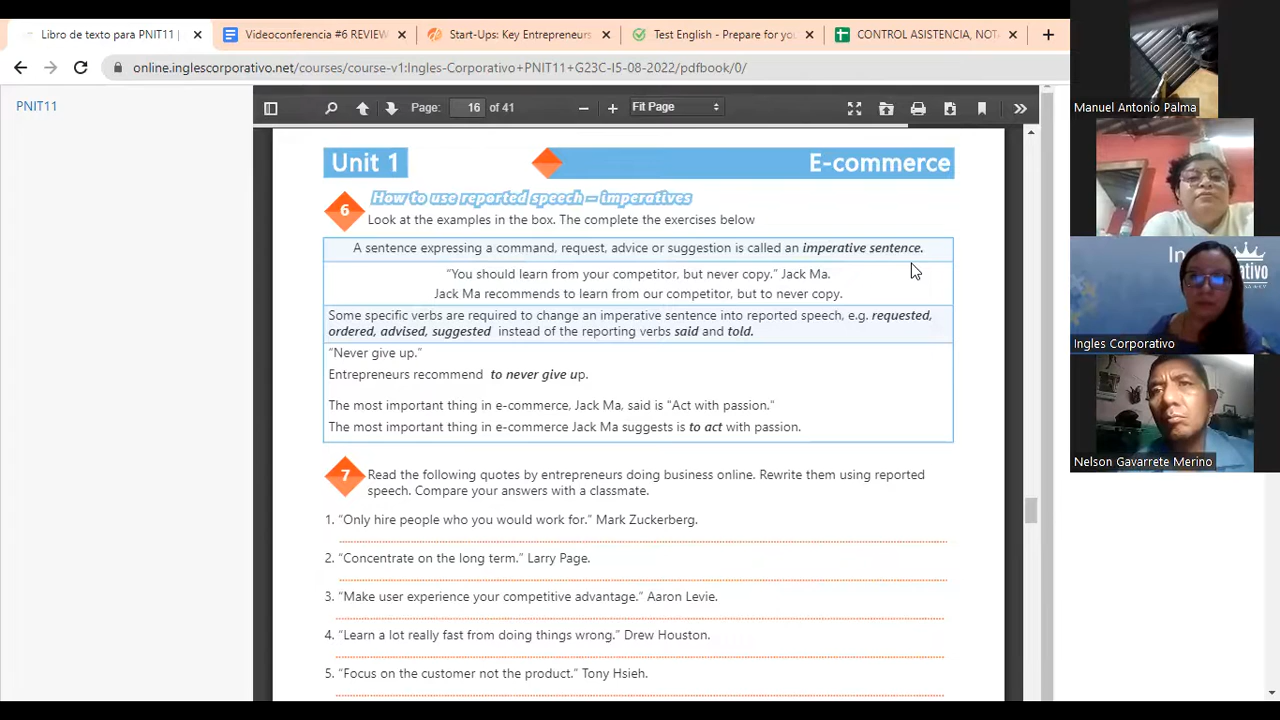 Libro de texto para PNIT11 |
Videoconferencia #6 REVIEW
Start-Ups: Key Entrepreneurs
Test English - Prepare for you
CONTROL ASISTENCIA, NOT
online.inglescorporativo.net/courses/course-v1:Ingles-Corporativo+PNIT11+G23C-I5-08-2022/pdfbook/0/
PNIT11
Page: 16 of 41
Fit Page
Unit 1
E-commerce
How to use reported speech – imperatives
6
Look at the examples in the box. The complete the exercises below
A sentence expressing a command, request, advice or suggestion is called an imperative sentence.
“You should learn from your competitor, but never copy.” Jack Ma.
Jack Ma recommends to learn from our competitor, but to never copy.
Some specific verbs are required to change an imperative sentence into reported speech, e.g. requested,
ordered, advised, suggested instead of the reporting verbs said and told.
“Never give up.”
Entrepreneurs recommend to never give up.
The most important thing in e-commerce, Jack Ma, said is "Act with passion."
The most important thing in e-commerce Jack Ma suggests is to act with passion.
7
Read the following quotes by entrepreneurs doing business online. Rewrite them using reported
speech. Compare your answers with a classmate.
1. “Only hire people who you would work for.” Mark Zuckerberg.
2. “Concentrate on the long term.” Larry Page.
3. “Make user experience your competitive advantage.” Aaron Levie.
4. “Learn a lot really fast from doing things wrong.” Drew Houston.
5. “Focus on the customer not the product.” Tony Hsieh.
Manuel Antonio Palma
Ingles Corporativo
Nelson Gavarrete Merino